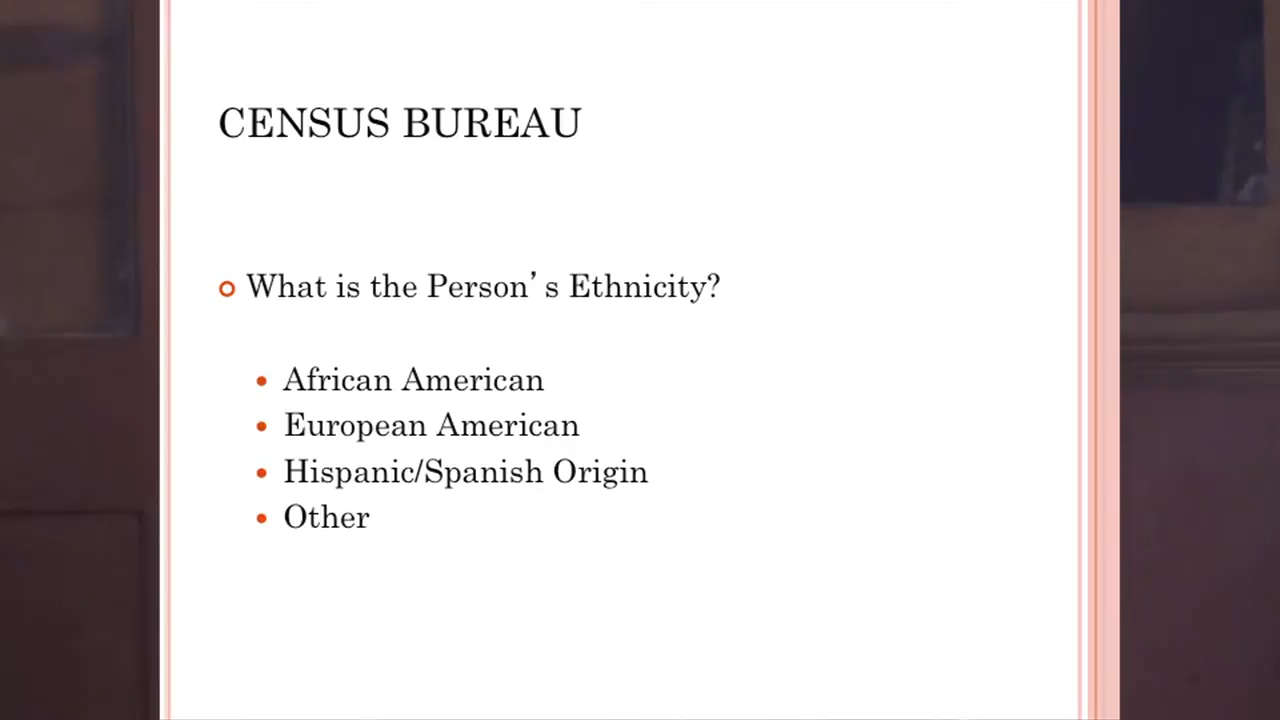 CENSUS BUREAU
What is the Person’s Ethnicity?
African American
European American
Hispanic/Spanish Origin
Other